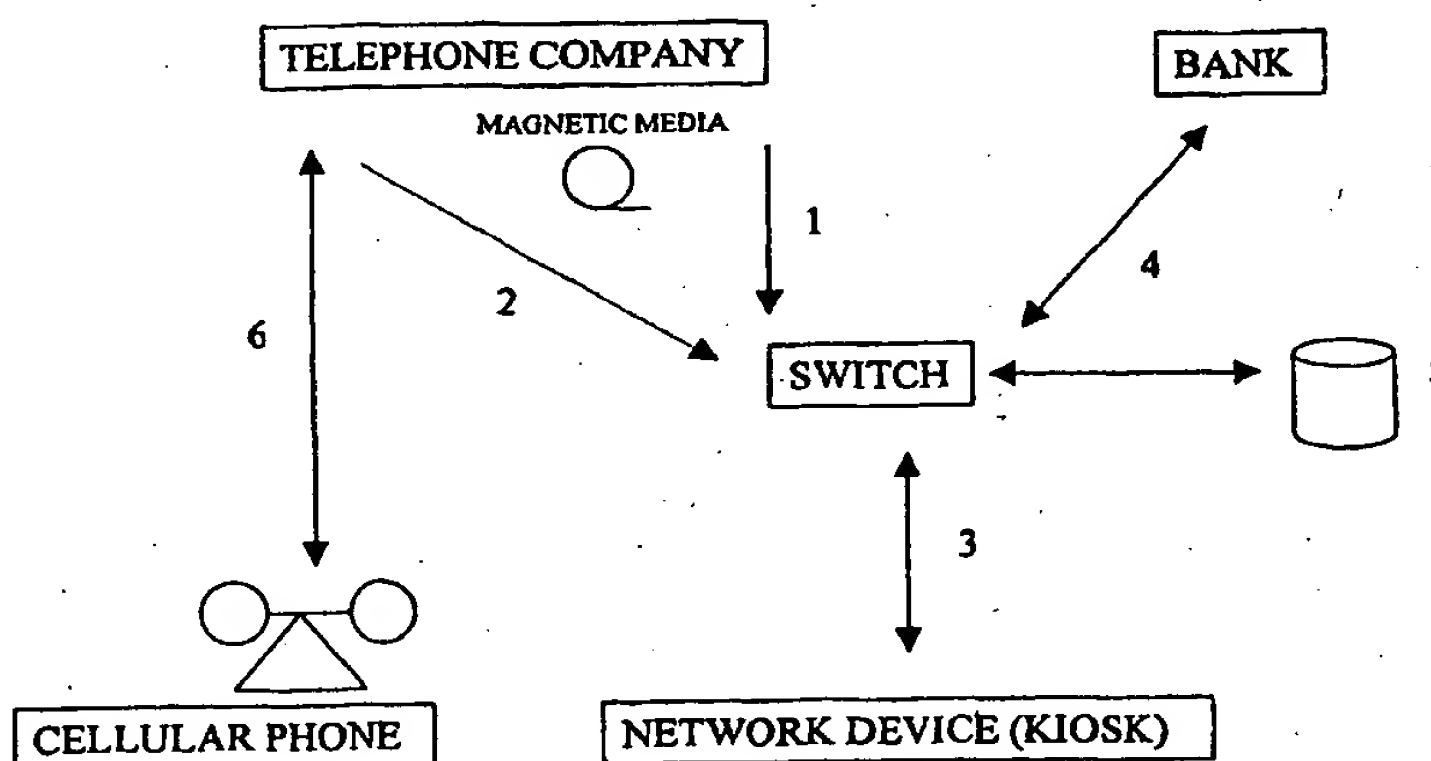 TELEPHONE COMPANY
BANK
MAGNETIC MEDIA
1
4
2
6
SWITCH
3
CELLULAR PHONE
NETWORK DEVICE (KIOSK)